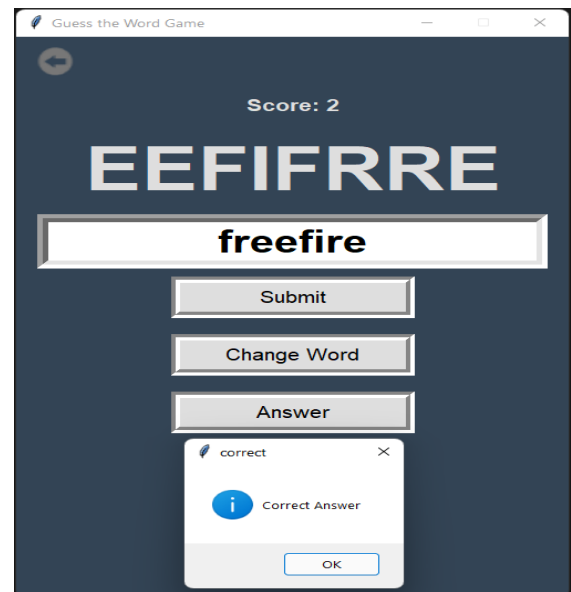 Guess the Word Game
Score: 2
EEFIFRRE
freefire
Submit
Change Word
Answer
correct
i
Correct Answer
OK